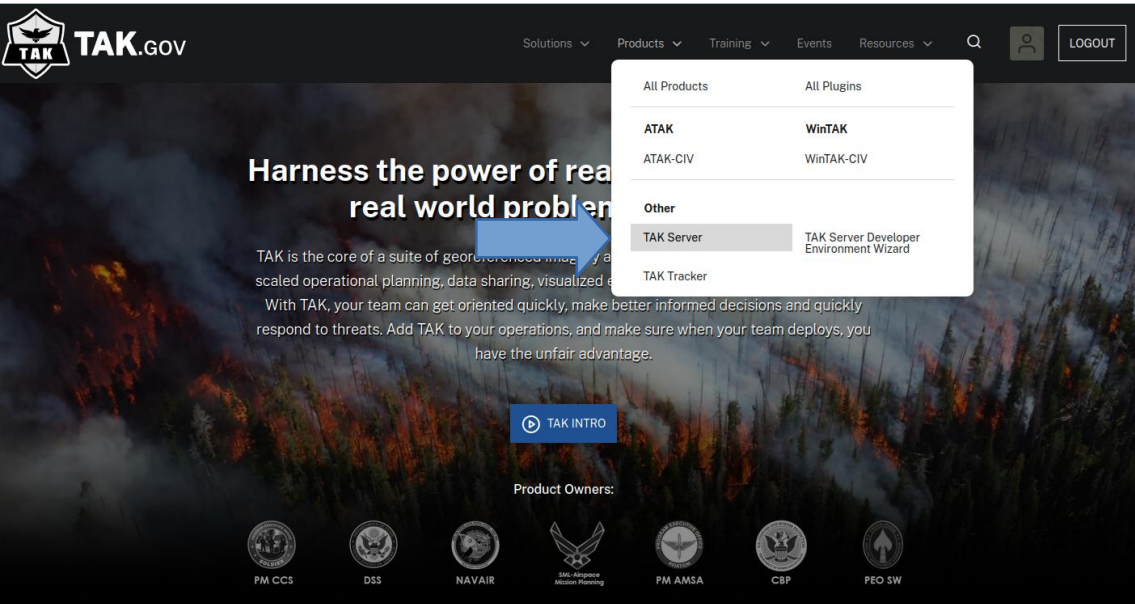 TAK
TAK.GOV
Solutions
Products
Training
Events
Resources
LOGOUT
All Products
All Plugins
ATAK
WinTAK
ATAK-CIV
WinTAK-CIV
Other
TAK Server
TAK Server Developer
Environment Wizard
TAK Tracker
Harness the power of rea
real world problem
TAK is the core of a suite of georeferenced imagery a
scaled operational planning, data sharing, visualized e
With TAK, your team can get oriented quickly, make better informed decisions and quickly
respond to threats. Add TAK to your operations, and make sure when your team deploys, you
have the unfair advantage.
TAK INTRO
Product Owners:
PM CCS
DSS
NAVAIR
SML-Airspace
Mission Planning
PM AMSA
CBP
PEO SW